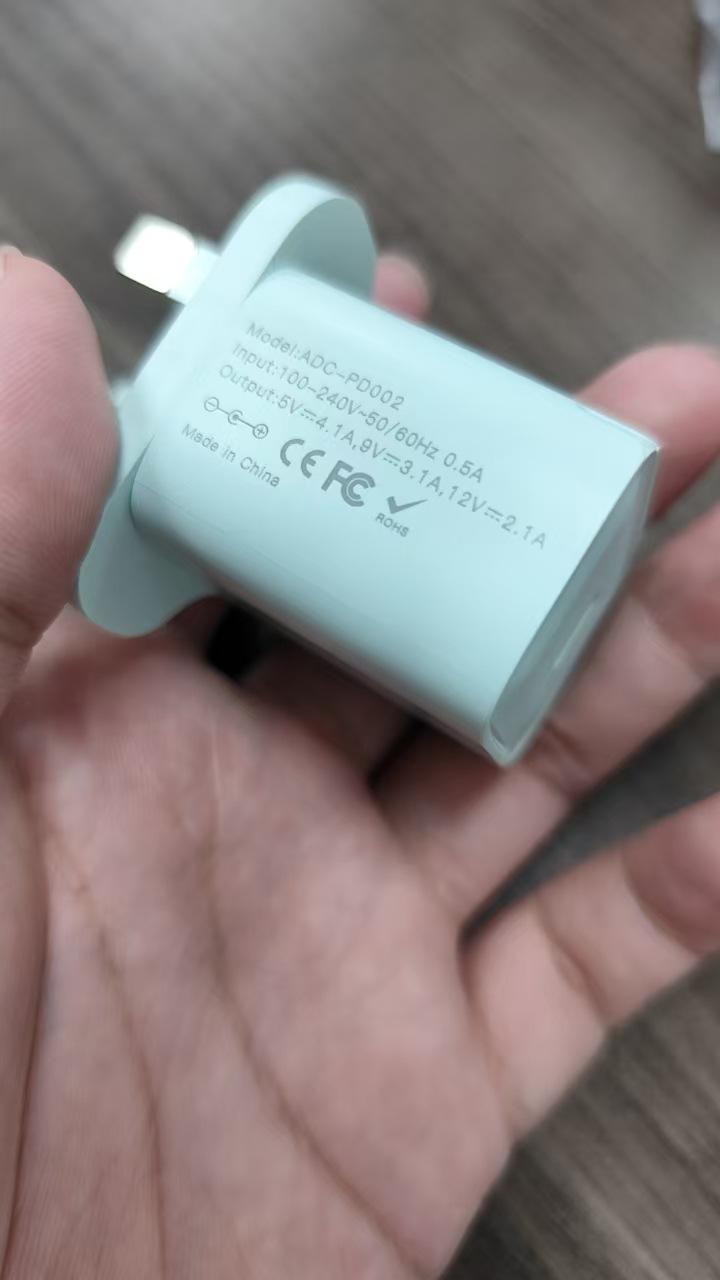 Model:ADC-PD002
Input:100-240V~50/60Hz 0.5A
Output:5V⎓4.1A,9V⎓3.1A,12V⎓2.1A
CE FC
ROHS
Made in China